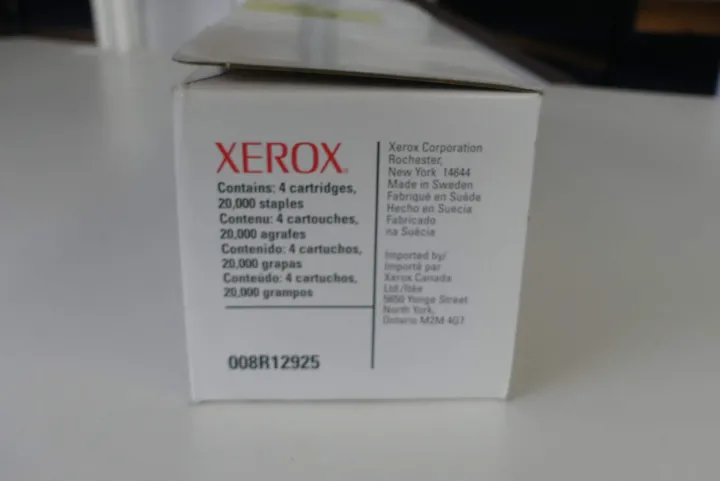 XEROX.
Contains: 4 cartridges,
20,000 staples
Contenu: 4 cartouches,
20,000 agrafes
Contenido: 4 cartuchos,
20,000 grapas
Conteúdo: 4 cartuchos,
20,000 grampos
008R12925
Xerox Corporation
Rochester,
New York 14644
Made in Sweden
Fabriqué en Suède
Hecho en Suecia
Fabricado
na Suécia
Imported by/
Importé par
Xerox Canada
Ltd./ltée
5650 Yonge Street
North York,
Ontario M2M 4G7